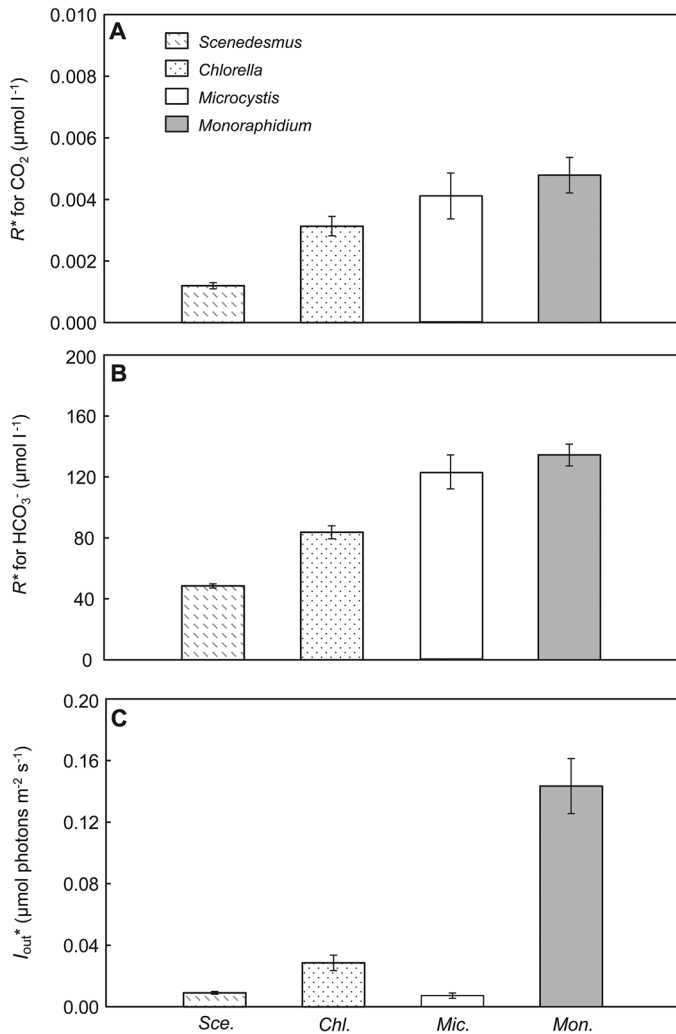 A
Scenedesmus
Chlorella
Microcystis
Monoraphidium
R* for CO₂ (µmol l⁻¹)
0.010
0.008
0.006
0.004
0.002
0.000
B
R* for HCO₃⁻ (µmol l⁻¹)
200
160
120
80
40
0
C
I_out* (µmol photons m⁻² s⁻¹)
0.20
0.16
0.12
0.08
0.04
0.00
Sce. Chl. Mic. Mon.